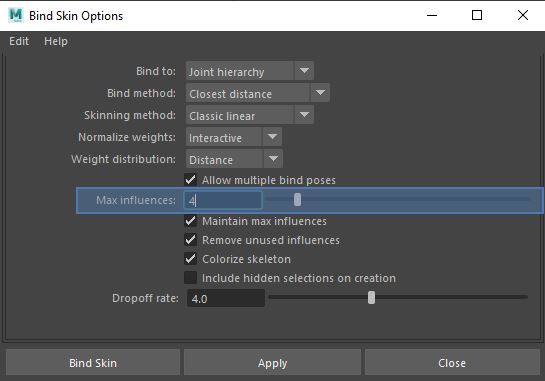 Bind Skin Options
Edit Help
Bind to: Joint hierarchy
Bind method: Closest distance
Skinning method: Classic linear
Normalize weights: Interactive
Weight distribution: Distance
Allow multiple bind poses
Max influences: 4
Maintain max influences
Remove unused influences
Colorize skeleton
Include hidden selections on creation
Dropoff rate: 4.0
Bind Skin Apply Close